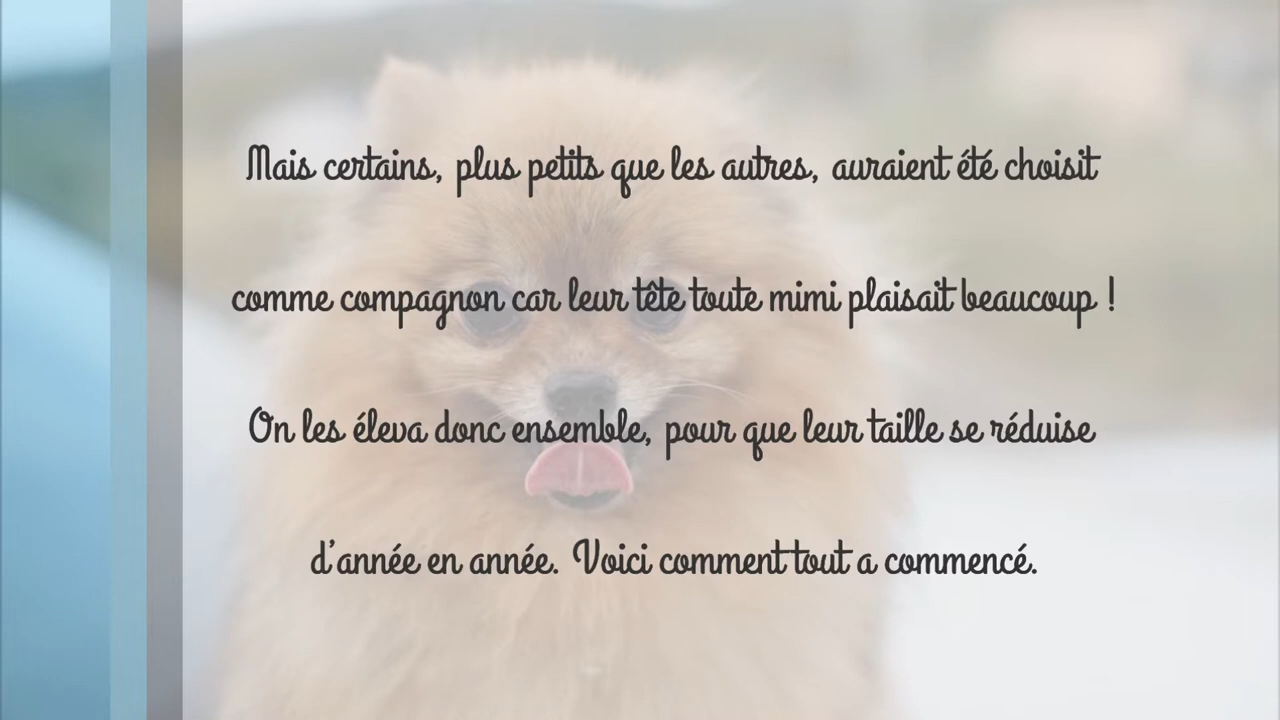 Mais certains, plus petits que les autres, auraient été choisit
comme compagnon car leur tête toute mimi plaisait beaucoup !
On les éleva donc ensemble, pour que leur taille se réduise
d'année en année. Voici comment tout a commencé.